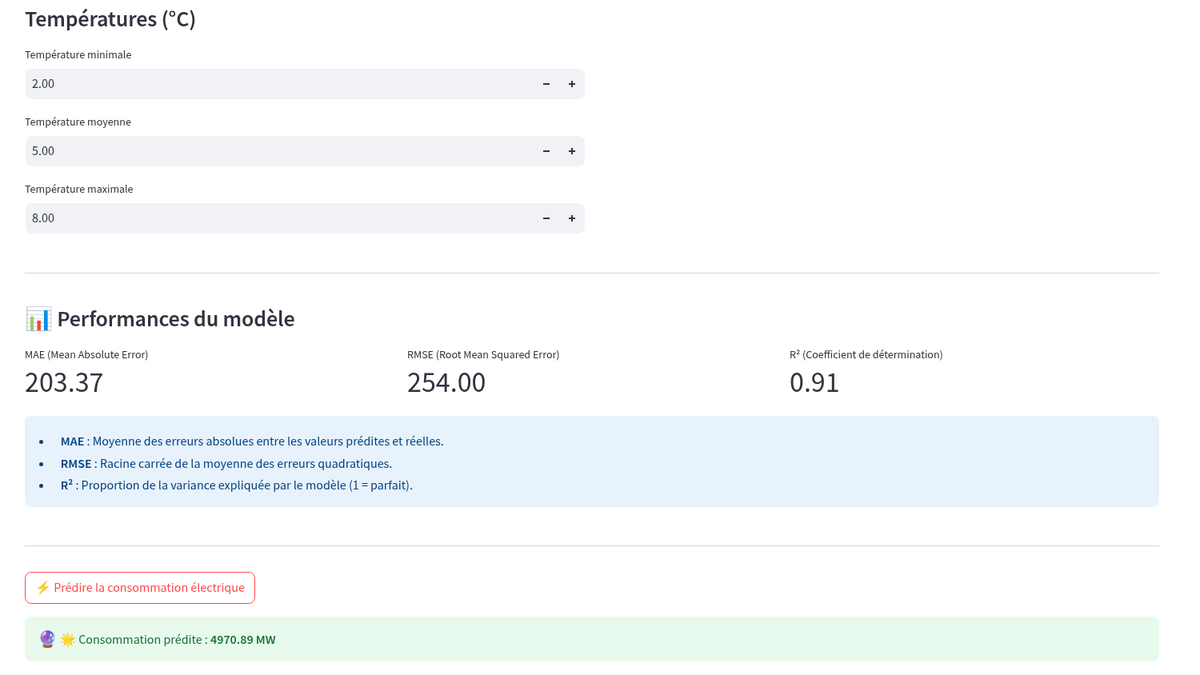 Températures (°C)
Température minimale
2.00
Température moyenne
5.00
Température maximale
8.00
Performances du modèle
MAE (Mean Absolute Error)
203.37
RMSE (Root Mean Squared Error)
254.00
R² (Coefficient de détermination)
0.91
MAE : Moyenne des erreurs absolues entre les valeurs prédites et réelles.
RMSE : Racine carrée de la moyenne des erreurs quadratiques.
R² : Proportion de la variance expliquée par le modèle (1 = parfait).
⚡ Prédire la consommation électrique
🔮 🌟 Consommation prédite : 4970.89 MW